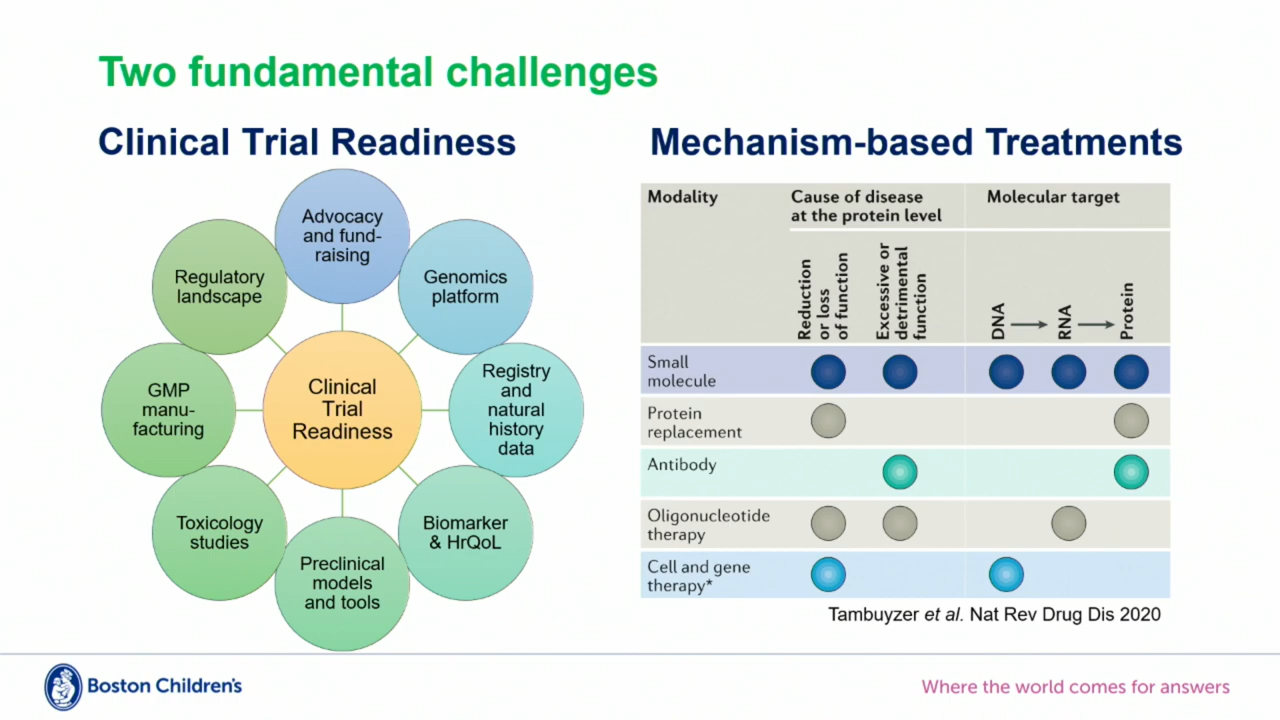 Two fundamental challenges
Clinical Trial Readiness
Advocacy
and fund-
raising
Genomics
platform
Registry
and
natural
history
data
Biomarker
& HrQoL
Preclinical
models
and tools
Toxicology
studies
GMP
manu-
facturing
Regulatory
landscape
Clinical
Trial
Readiness
Mechanism-based Treatments
Modality
Cause of disease
at the protein level
Molecular target
Reduction
or loss
of function
Excessive or
detrimental
function
DNA
RNA
Protein
Small
molecule
Protein
replacement
Antibody
Oligonucleotide
therapy
Cell and gene
therapy*
Tambuyzer et al. Nat Rev Drug Dis 2020
Boston Children's
Where the world comes for answers